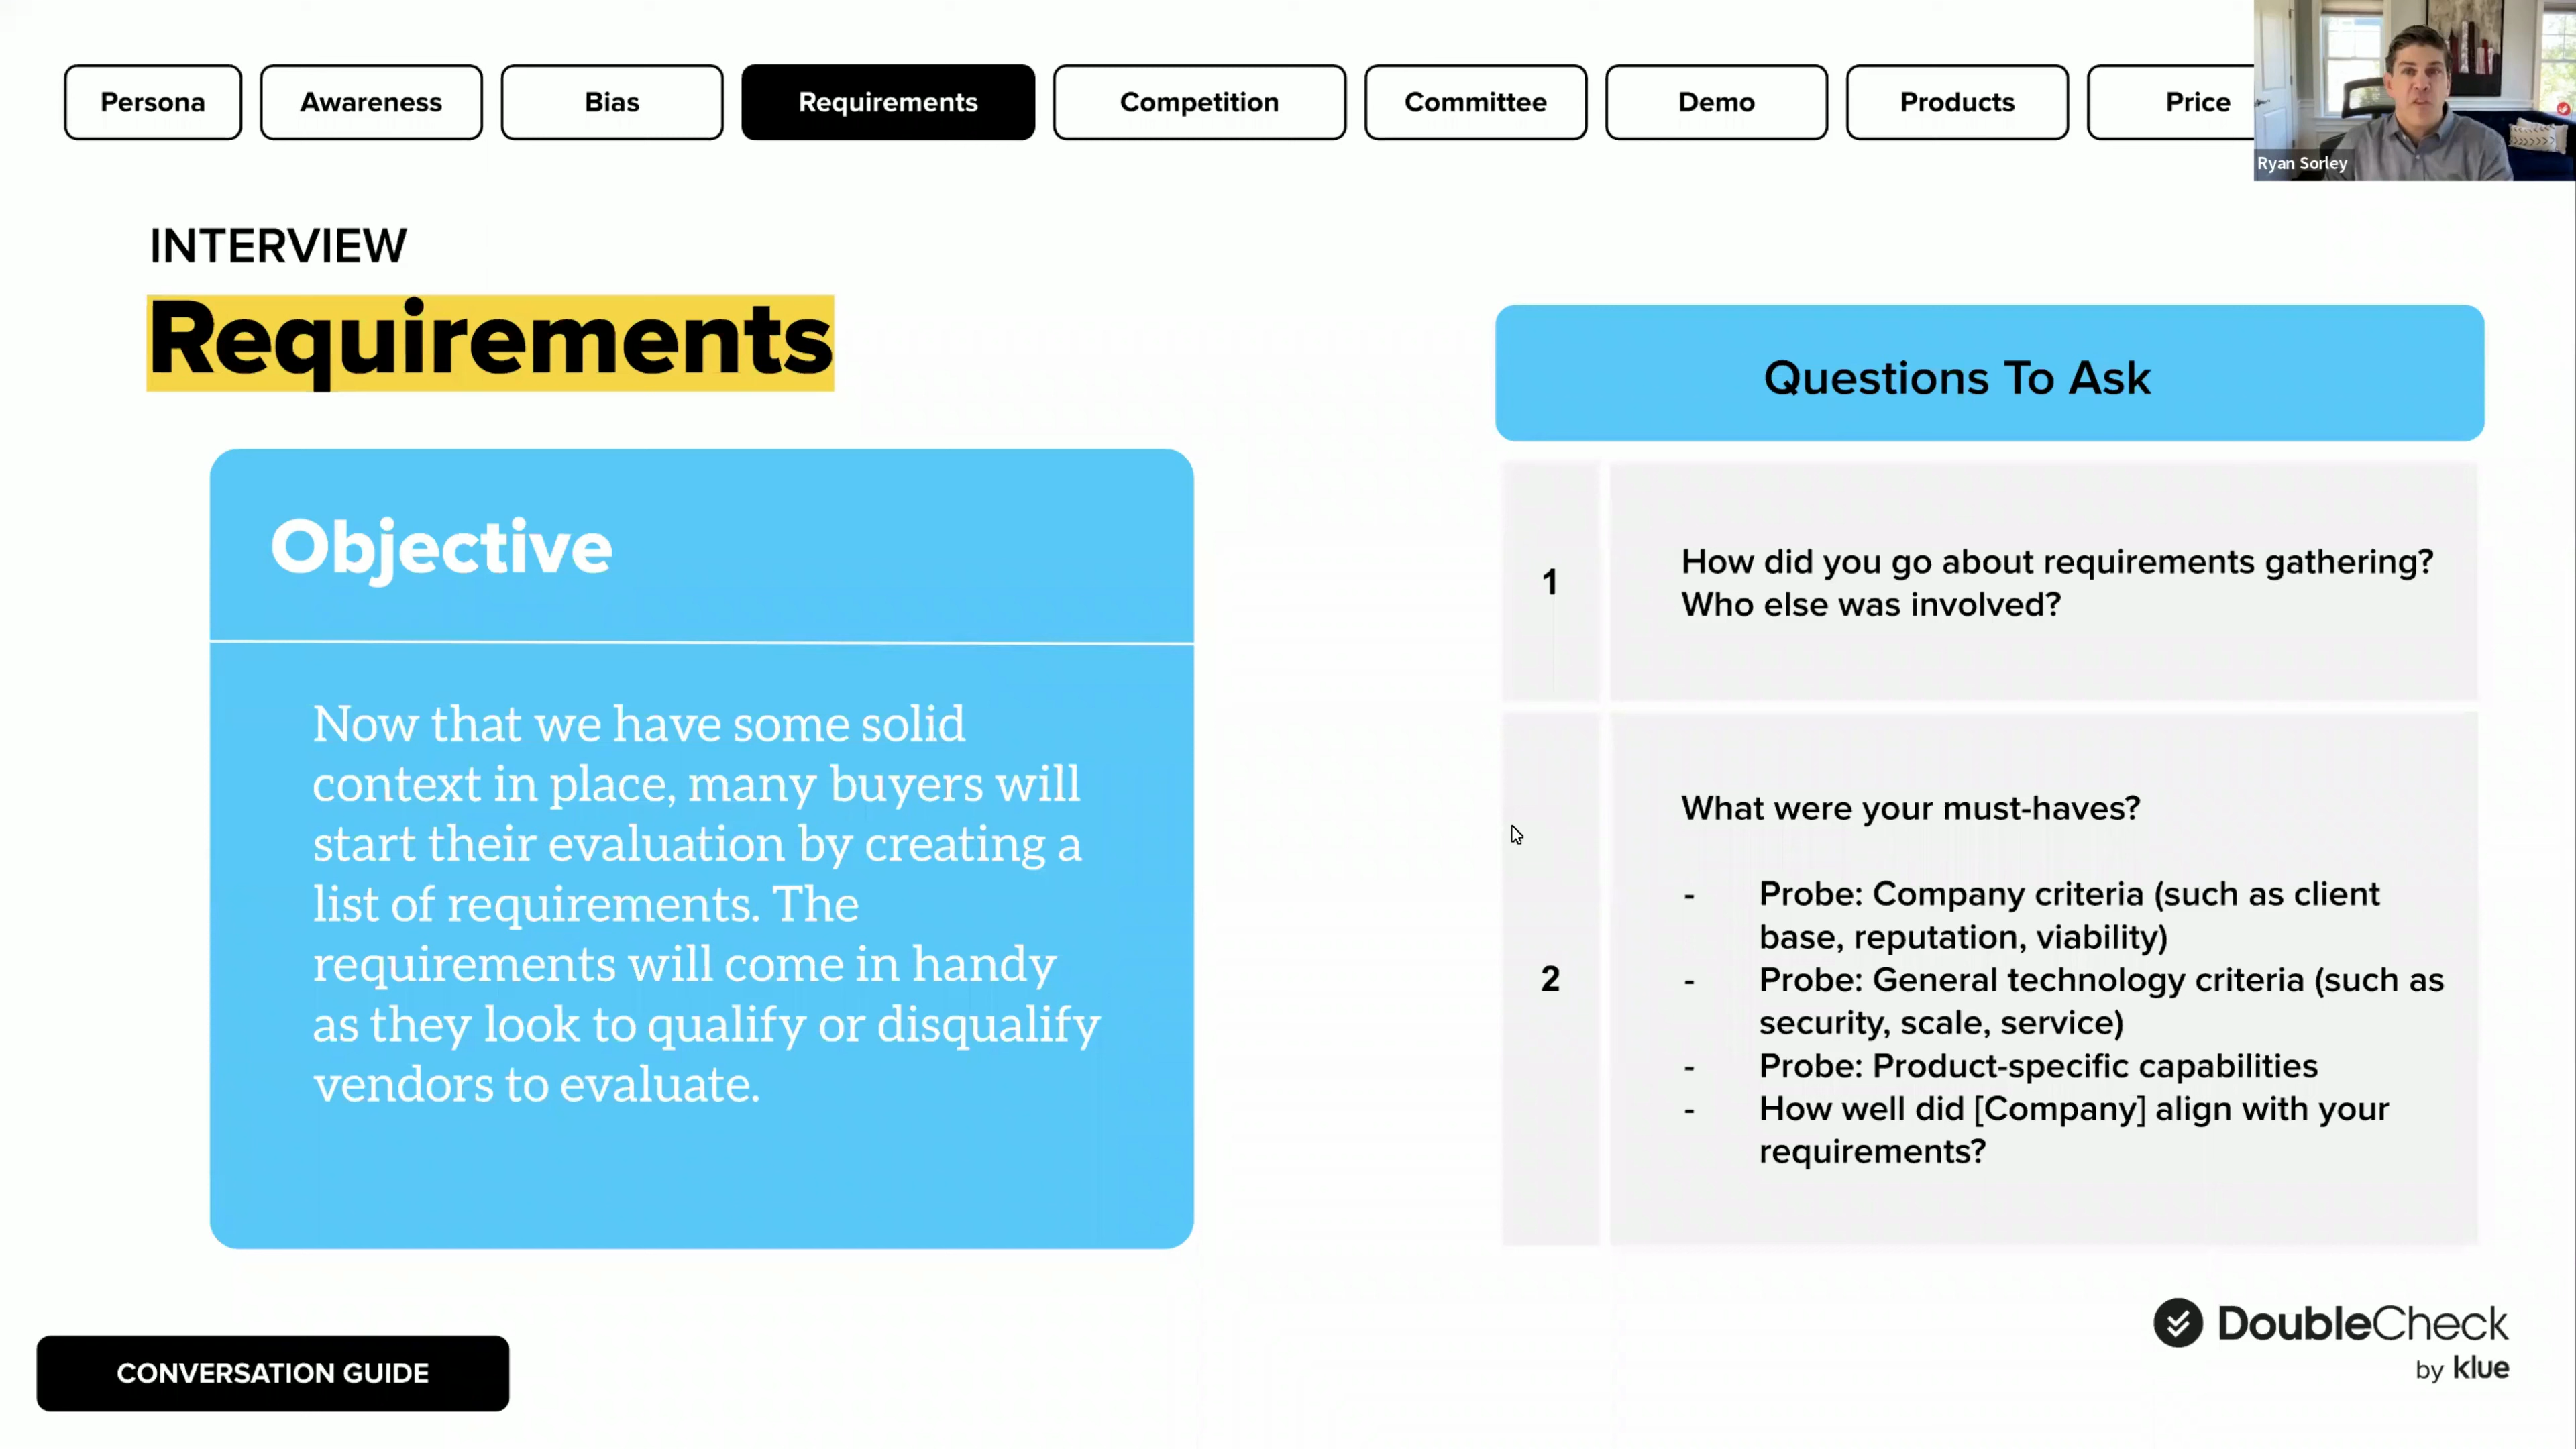 Persona
Awareness
Bias
Requirements
Competition
Committee
Demo
Products
Price
Ryan Sorley
INTERVIEW
Requirements
Objective
Now that we have some solid
context in place, many buyers will
start their evaluation by creating a
list of requirements. The
requirements will come in handy
as they look to qualify or disqualify
vendors to evaluate.
Questions To Ask
1
How did you go about requirements gathering?
Who else was involved?
2
What were your must-haves?
- Probe: Company criteria (such as client
base, reputation, viability)
- Probe: General technology criteria (such as
security, scale, service)
- Probe: Product-specific capabilities
- How well did [Company] align with your
requirements?
CONVERSATION GUIDE
DoubleCheck
by klue